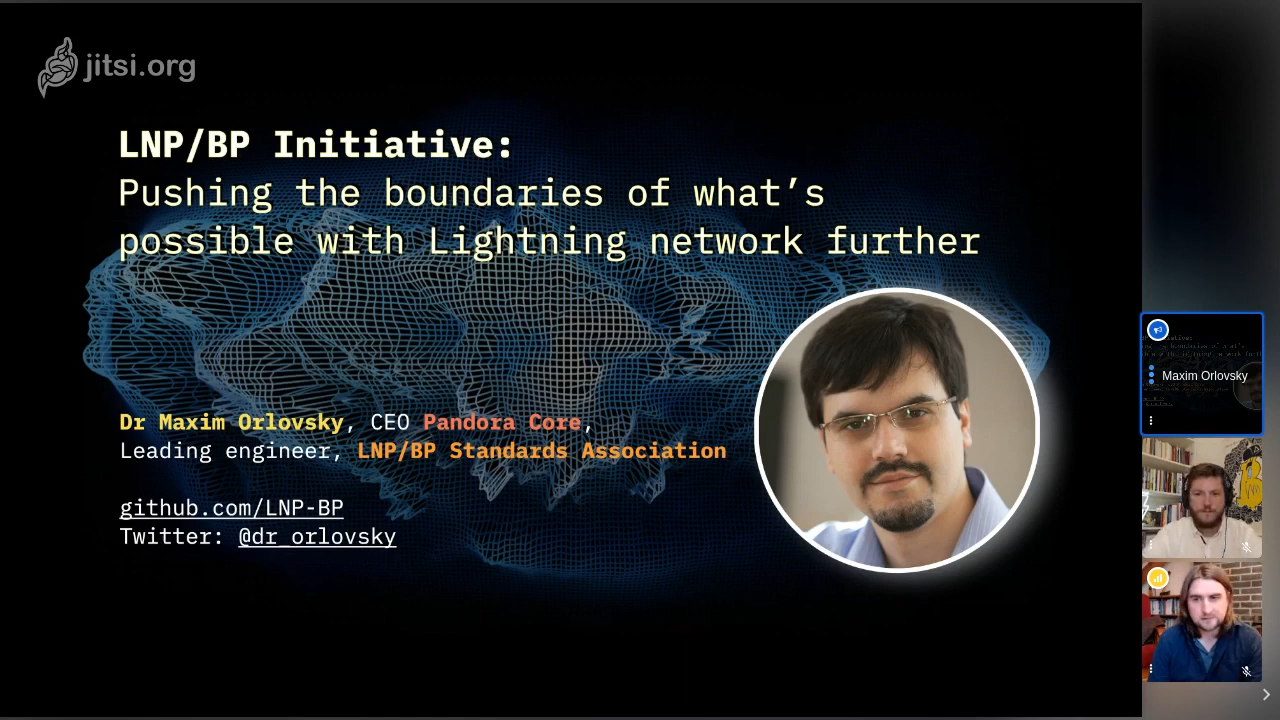 jitsi.org
LNP/BP Initiative:
Pushing the boundaries of what's
possible with Lightning network further
Dr Maxim Orlovsky, CEO Pandora Core,
Leading engineer, LNP/BP Standards Association
github.com/LNP-BP
Twitter: @dr_orlovsky
Maxim Orlovsky